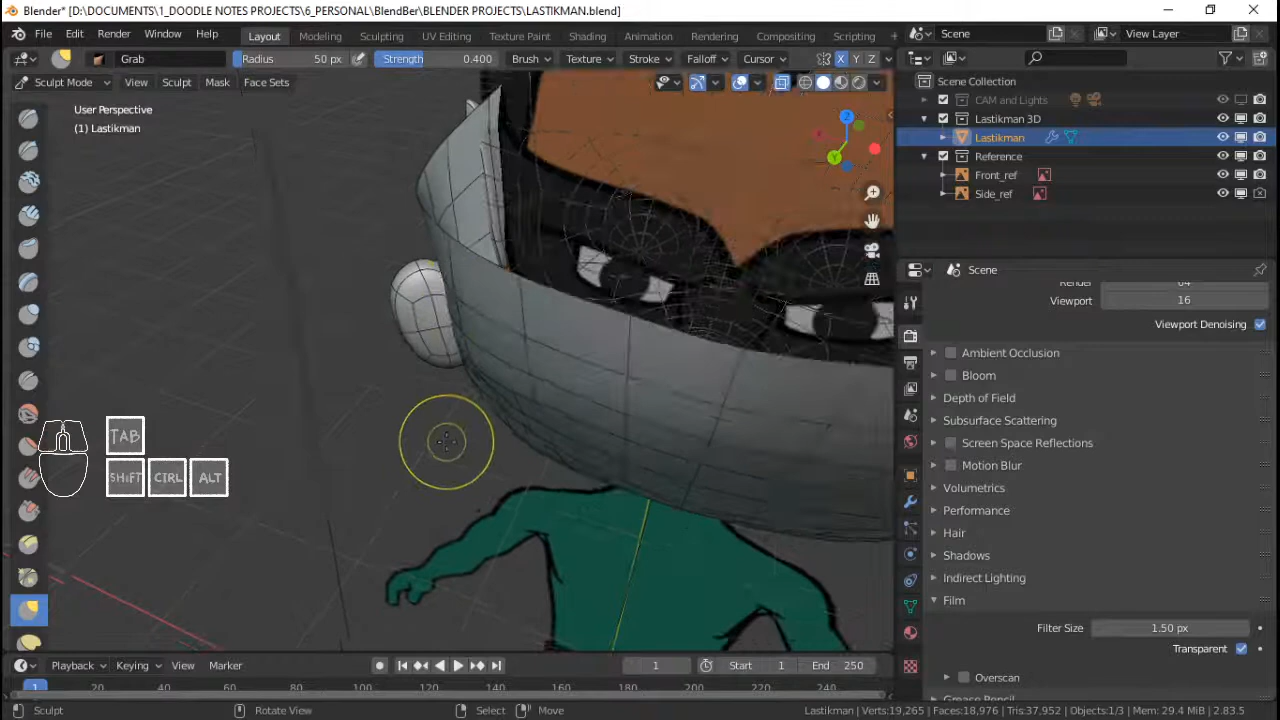 Blender* [D:\DOCUMENTS\1_DOODLE NOTES PROJECTS\6_PERSONAL\BlendBer\BLENDER PROJECTS\LASTIKMAN.blend]
File Edit Render Window Help Layout Modeling Sculpting UV Editing Texture Paint Shading Animation Rendering Compositing Scripting Scene View Layer
Grab Radius 50 px Strength 0.400 Brush Texture Stroke Falloff Cursor X Y Z
Sculpt Mode View Sculpt Mask Face Sets
Scene Collection
CAM and Lights
Lastikman 3D
Lastikman
Reference
Front_ref
Side_ref
User Perspective
(1) Lastikman
Z
Y
Scene
Render 64
Viewport 16
Viewport Denoising
Ambient Occlusion
Bloom
Depth of Field
Subsurface Scattering
Screen Space Reflections
Motion Blur
Volumetrics
Performance
Hair
Shadows
Indirect Lighting
Film
Filter Size 1.50 px
Transparent
Overscan
Grease Pencil
TAB
SHIFT CTRL ALT
Playback Keying View Marker 1 Start 1 End 250
1 20 40 60 80 100 120 140 160 180 200 220 240
Sculpt Rotate View Select Move Lastikman | Verts:19,265 | Faces:18,976 | Tris:37,952 | Objects:1/3 | Mem: 29.4 MiB | 2.83.5